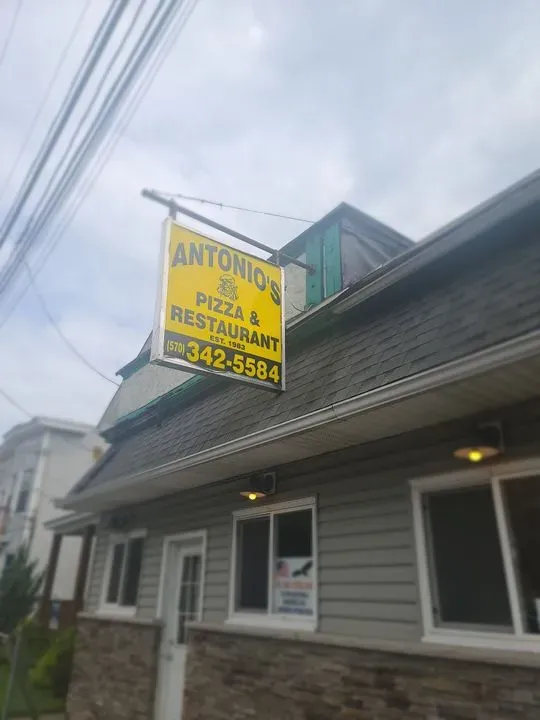 ANTONIO'S
PIZZA &
RESTAURANT
EST. 1983
(570) 342-5584